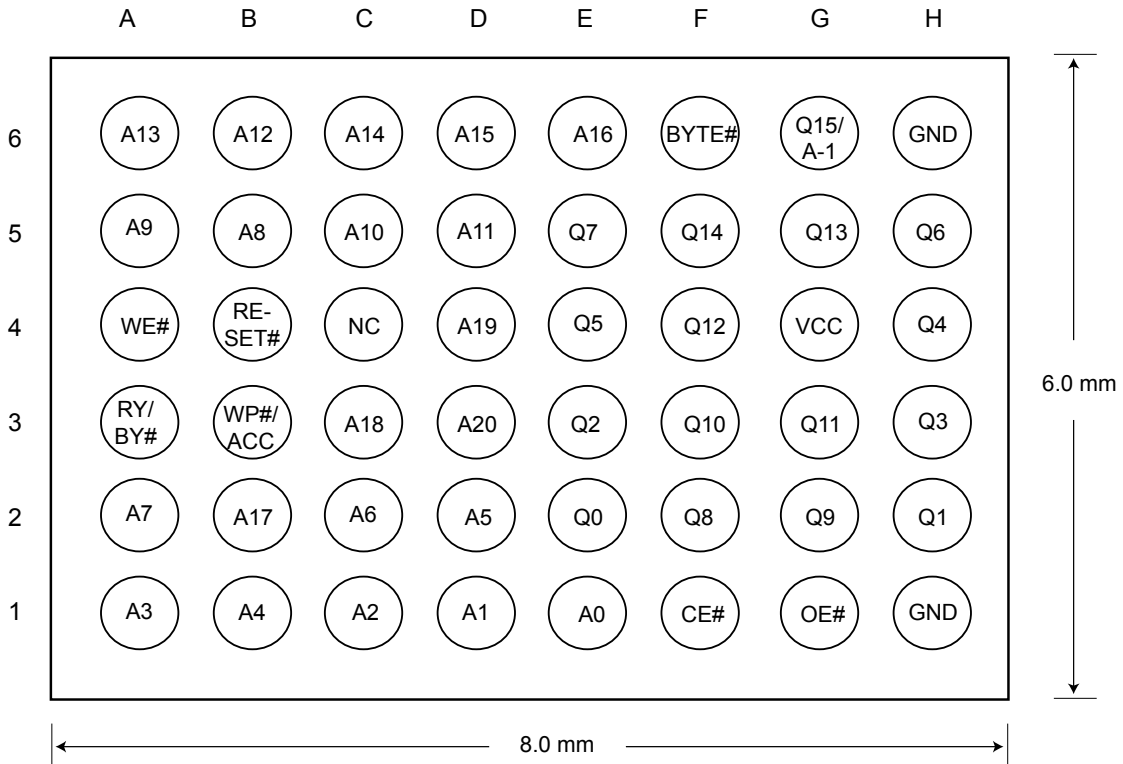 A B C D E F G H
6 A13 A12 A14 A15 A16 BYTE# Q15/ GND
A-1
5 A9 A8 A10 A11 Q7 Q14 Q13 Q6
4 WE# RE- NC A19 Q5 Q12 VCC Q4
SET#
6.0 mm
3 RY/ WP#/ A18 A20 Q2 Q10 Q11 Q3
BY# ACC
2 A7 A17 A6 A5 Q0 Q8 Q9 Q1
1 A3 A4 A2 A1 A0 CE# OE# GND
8.0 mm